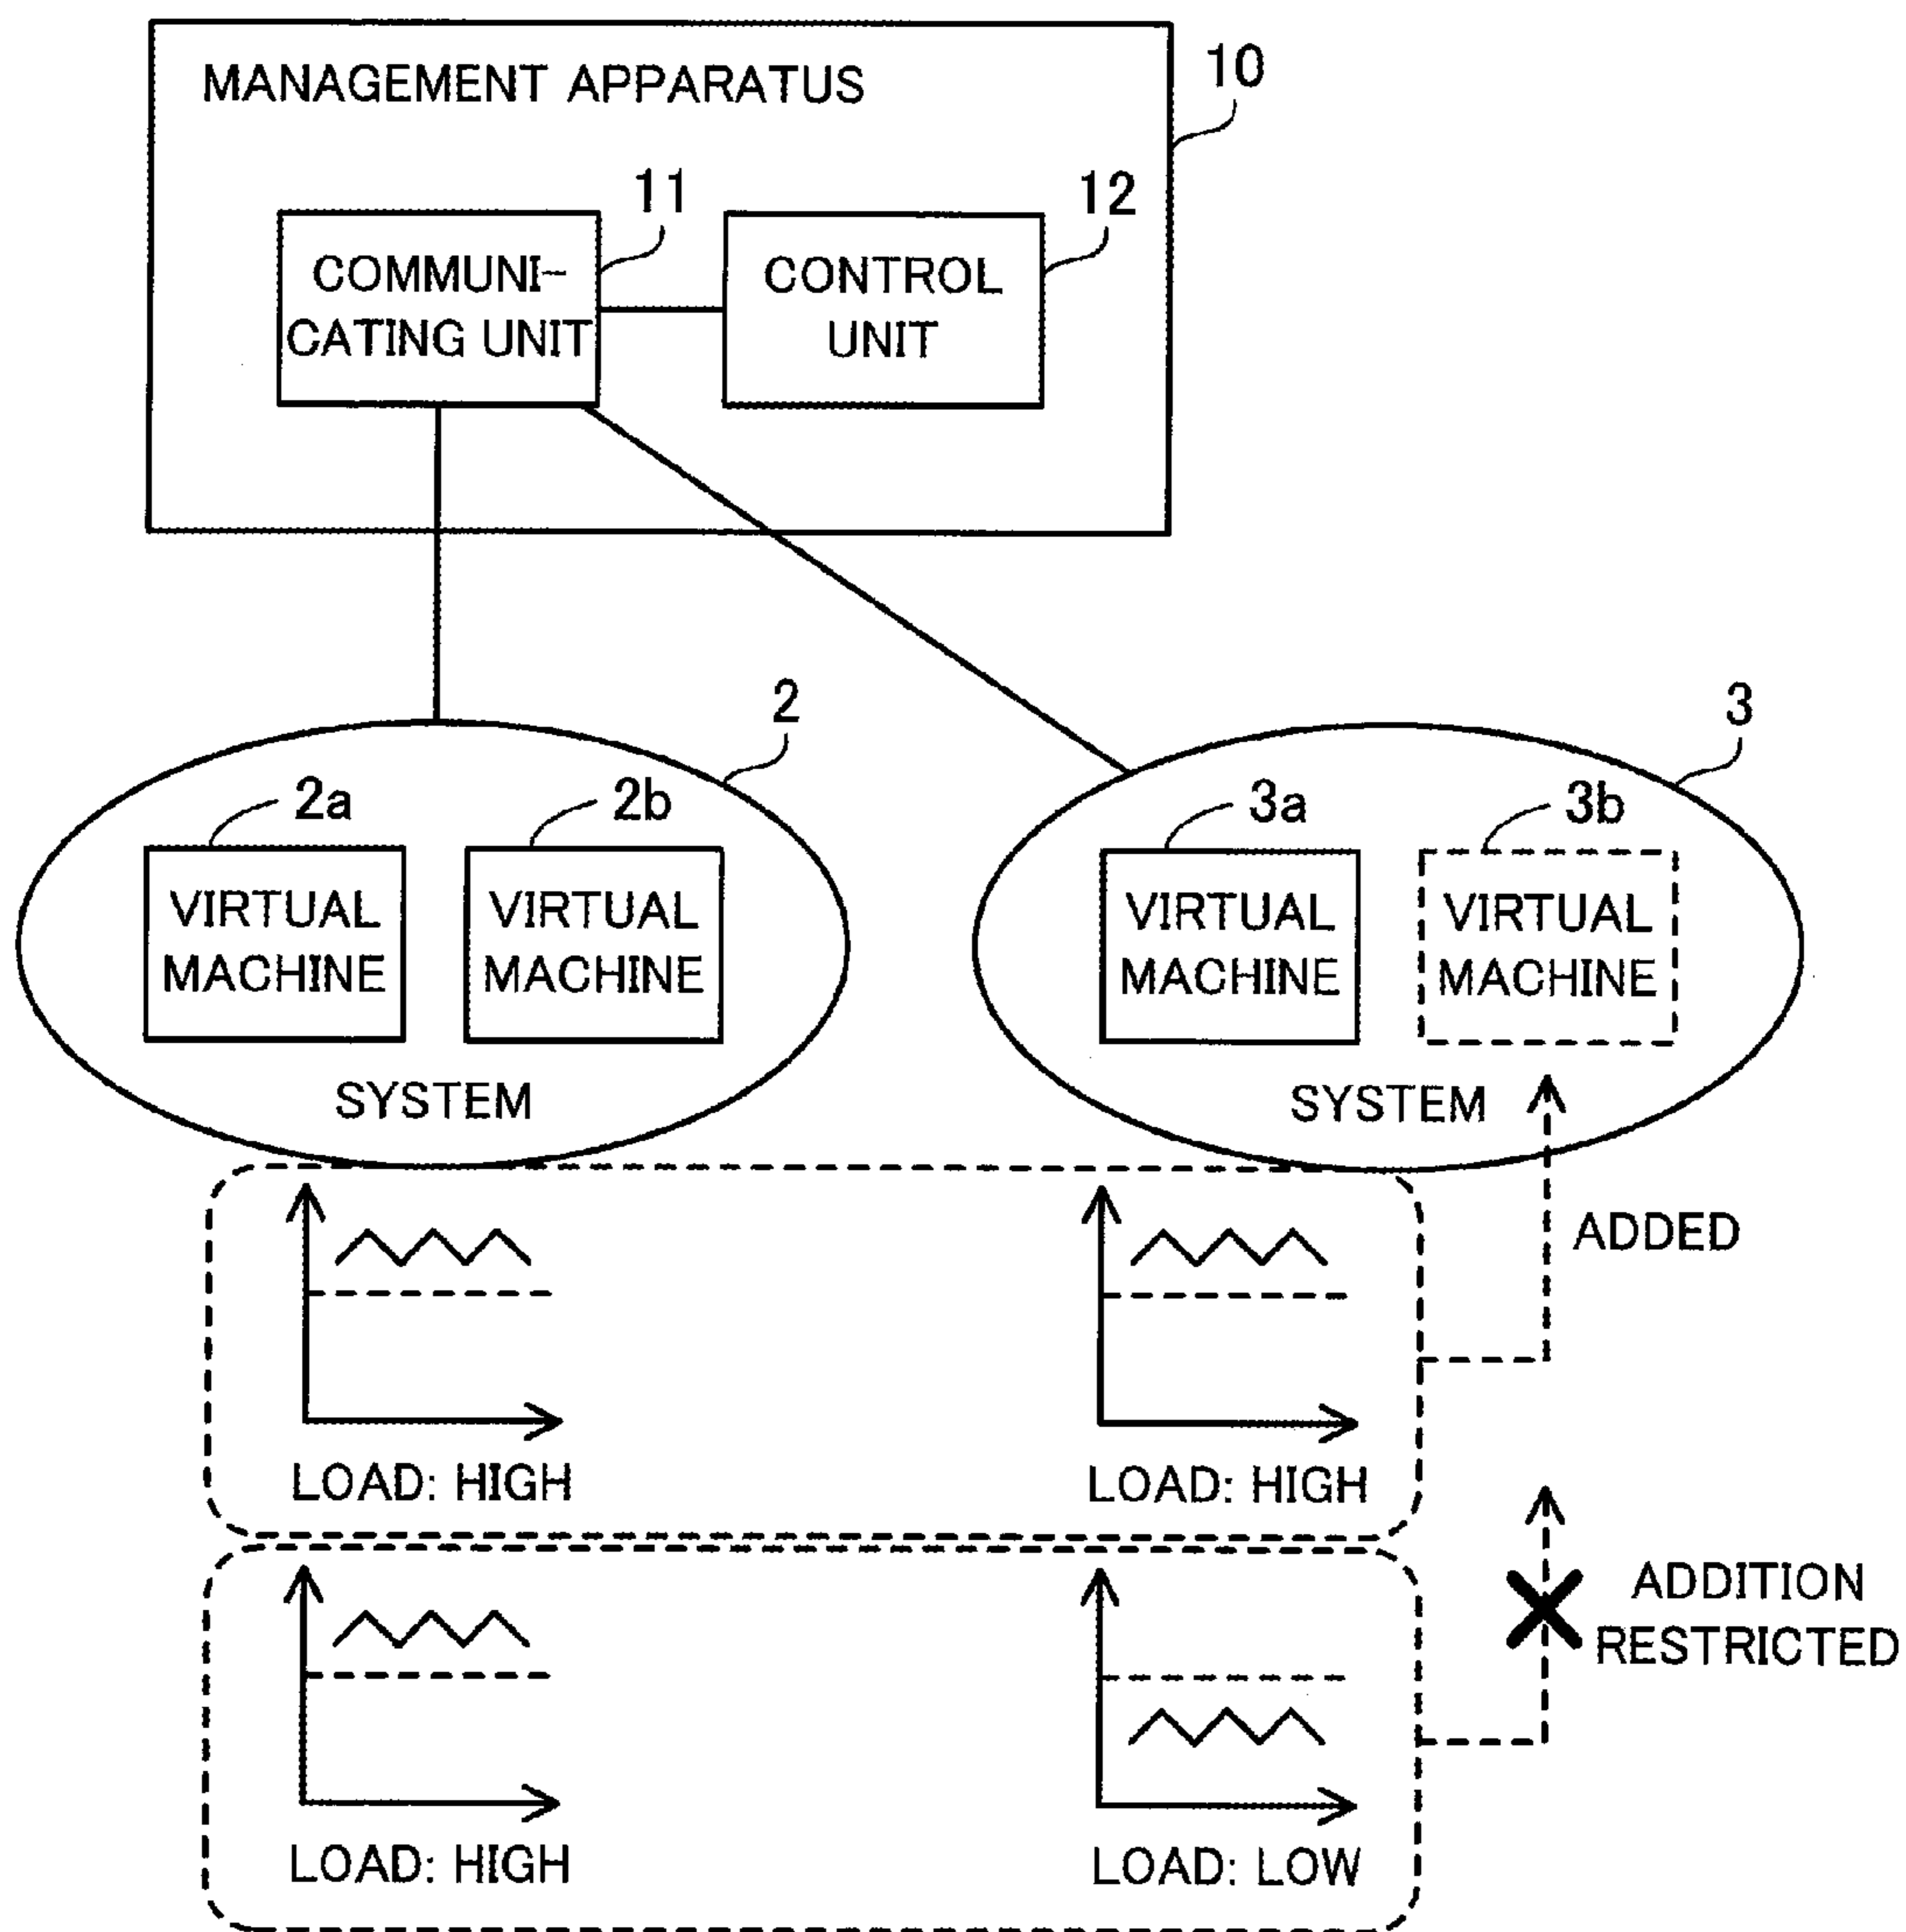 MANAGEMENT APPARATUS
10
11
12
COMMUNI-
CATING UNIT
CONTROL
UNIT
2
3
2a
2b
3a
3b
VIRTUAL
MACHINE
VIRTUAL
MACHINE
VIRTUAL
MACHINE
VIRTUAL
MACHINE
SYSTEM
SYSTEM
ADDED
LOAD: HIGH
LOAD: HIGH
ADDITION
RESTRICTED
LOAD: HIGH
LOAD: LOW